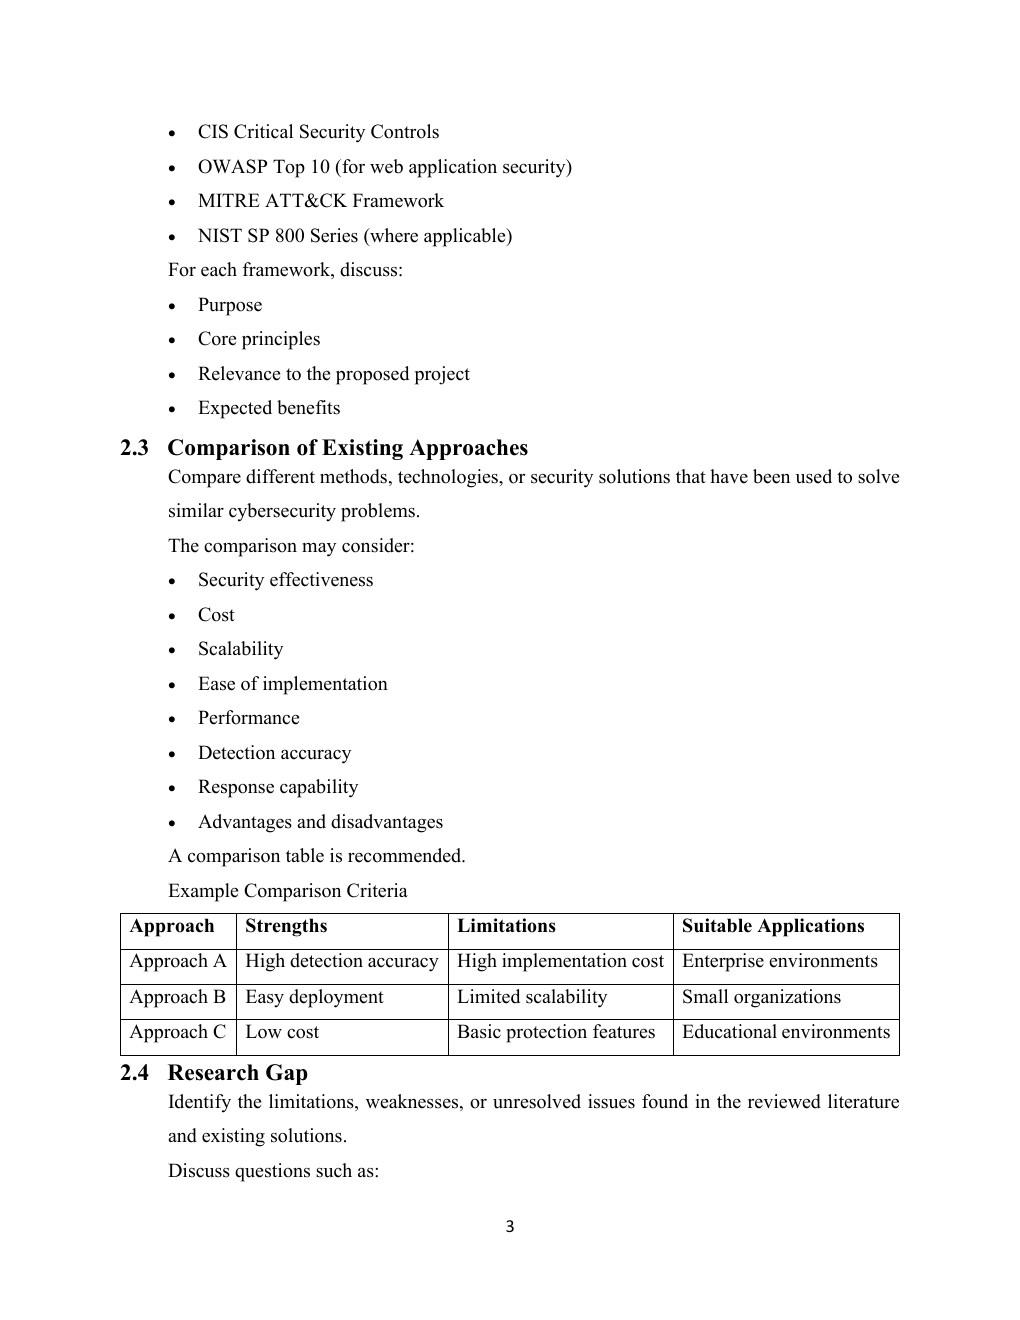 • CIS Critical Security Controls
• OWASP Top 10 (for web application security)
• MITRE ATT&CK Framework
• NIST SP 800 Series (where applicable)
For each framework, discuss:
• Purpose
• Core principles
• Relevance to the proposed project
• Expected benefits
2.3 Comparison of Existing Approaches
Compare different methods, technologies, or security solutions that have been used to solve
similar cybersecurity problems.
The comparison may consider:
• Security effectiveness
• Cost
• Scalability
• Ease of implementation
• Performance
• Detection accuracy
• Response capability
• Advantages and disadvantages
A comparison table is recommended.
Example Comparison Criteria
Approach Strengths Limitations Suitable Applications
Approach A High detection accuracy High implementation cost Enterprise environments
Approach B Easy deployment Limited scalability Small organizations
Approach C Low cost Basic protection features Educational environments
2.4 Research Gap
Identify the limitations, weaknesses, or unresolved issues found in the reviewed literature
and existing solutions.
Discuss questions such as:
3